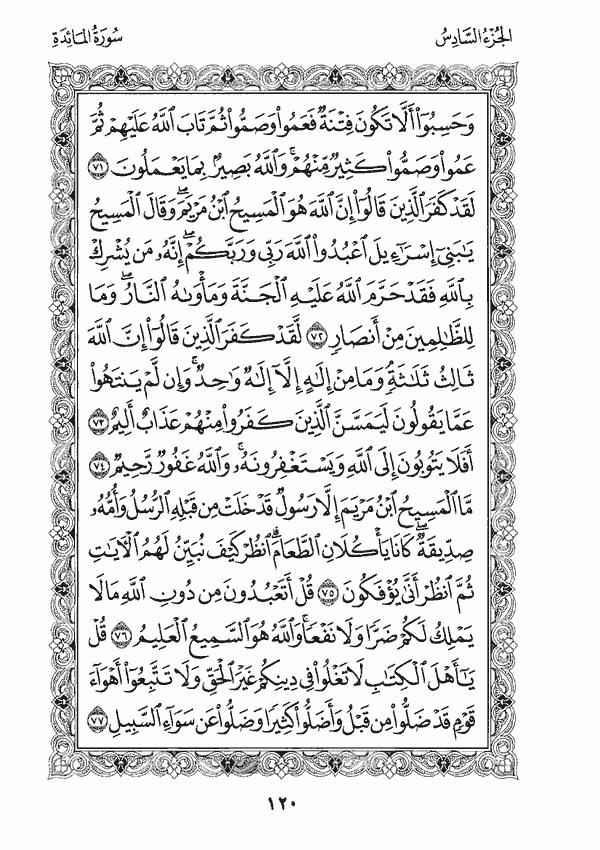 الجُزْءُ السَّادِسُ
سُورَةُ المَائِدَةِ
وَحَسِبُوٓا۟ أَلَّا تَكُونَ فِتْنَةٌ فَعَمُوا۟ وَصَمُّوا۟ ثُمَّ تَابَ ٱللَّهُ عَلَيْهِمْ ثُمَّ
عَمُوا۟ وَصَمُّوا۟ كَثِيرٌ مِّنْهُمْ ۚ وَٱللَّهُ بَصِيرٌۢ بِمَا يَعْمَلُونَ ٧١
لَقَدْ كَفَرَ ٱلَّذِينَ قَالُوٓا۟ إِنَّ ٱللَّهَ هُوَ ٱلْمَسِيحُ ٱبْنُ مَرْيَمَ ۖ وَقَالَ ٱلْمَسِيحُ
يَـٰبَنِىٓ إِسْرَٰٓءِيلَ ٱعْبُدُوا۟ ٱللَّهَ رَبِّى وَرَبَّكُمْ ۖ إِنَّهُۥ مَن يُشْرِكْ
بِٱللَّهِ فَقَدْ حَرَّمَ ٱللَّهُ عَلَيْهِ ٱلْجَنَّةَ وَمَأْوَىٰهُ ٱلنَّارُ ۖ وَمَا
لِلظَّـٰلِمِينَ مِنْ أَنصَارٍ ٧٢ لَّقَدْ كَفَرَ ٱلَّذِينَ قَالُوٓا۟ إِنَّ ٱللَّهَ
ثَالِثُ ثَلَـٰثَةٍ ۘ وَمَا مِنْ إِلَـٰهٍ إِلَّآ إِلَـٰهٌ وَٰحِدٌ ۚ وَإِن لَّمْ يَنتَهُوا۟
عَمَّا يَقُولُونَ لَيَمَسَّنَّ ٱلَّذِينَ كَفَرُوا۟ مِنْهُمْ عَذَابٌ أَلِيمٌ ٧٣
أَفَلَا يَتُوبُونَ إِلَى ٱللَّهِ وَيَسْتَغْفِرُونَهُۥ ۚ وَٱللَّهُ غَفُورٌ رَّحِيمٌ ٧٤
مَّا ٱلْمَسِيحُ ٱبْنُ مَرْيَمَ إِلَّا رَسُولٌ قَدْ خَلَتْ مِن قَبْلِهِ ٱلرُّسُلُ وَأُمُّهُۥ
صِدِّيقَةٌ ۖ كَانَا يَأْكُلَانِ ٱلطَّعَامَ ۗ ٱنظُرْ كَيْفَ نُبَيِّنُ لَهُمُ ٱلْـَٔايَـٰتِ
ثُمَّ ٱنظُرْ أَنَّىٰ يُؤْفَكُونَ ٧٥ قُلْ أَتَعْبُدُونَ مِن دُونِ ٱللَّهِ مَا لَا
يَمْلِكُ لَكُمْ ضَرًّا وَلَا نَفْعًا ۚ وَٱللَّهُ هُوَ ٱلسَّمِيعُ ٱلْعَلِيمُ ٧٦ قُلْ
يَـٰٓأَهْلَ ٱلْكِتَـٰبِ لَا تَغْلُوا۟ فِى دِينِكُمْ غَيْرَ ٱلْحَقِّ وَلَا تَتَّبِعُوٓا۟ أَهْوَآءَ
قَوْمٍ قَدْ ضَلُّوا۟ مِن قَبْلُ وَأَضَلُّوا۟ كَثِيرًا وَضَلُّوا۟ عَن سَوَآءِ ٱلسَّبِيلِ ٧٧
١٢٠